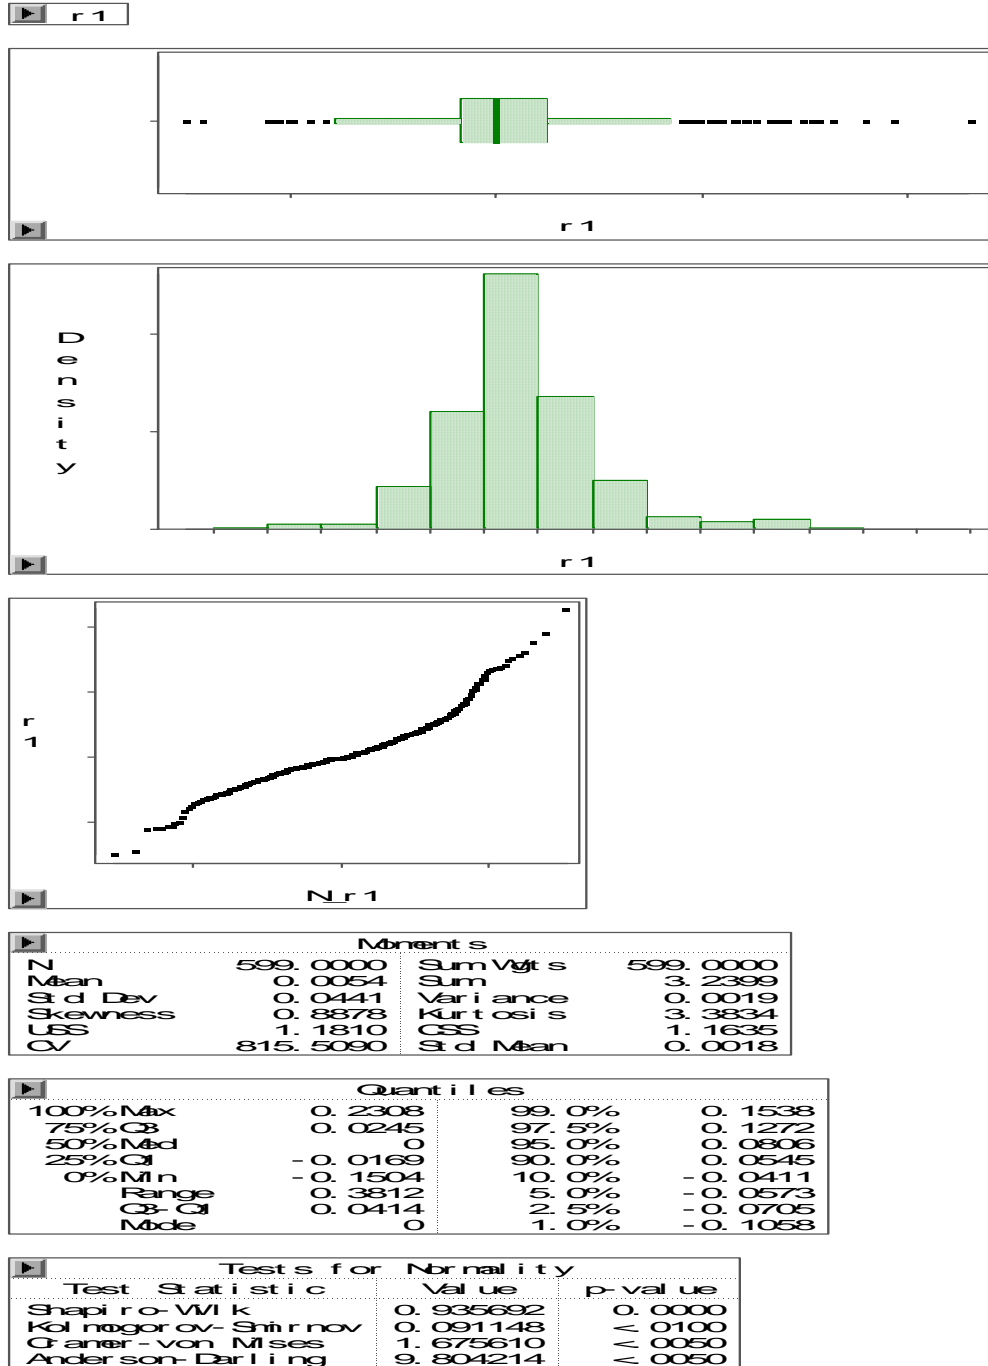 r1
r1
Density
r1
r1
N_r1
Moments
N 599.0000 Sum Wgts 599.0000
Mean 0.0054 Sum 3.2399
Std Dev 0.0441 Variance 0.0019
Skewness 0.8878 Kurtosis 3.3834
USS 1.1810 CSS 1.1635
CV 815.5090 Std Mean 0.0018
Quantiles
100% Max 0.2308 99.0% 0.1538
75% Q3 0.0245 97.5% 0.1272
50% Med 0 95.0% 0.0806
25% Q1 -0.0169 90.0% 0.0545
0% Min -0.1504 10.0% -0.0411
Range 0.3812 5.0% -0.0573
Q3-Q1 0.0414 2.5% -0.0705
Mode 0 1.0% -0.1058
Tests for Normality
Test Statistic Value p-value
Shapiro-Wilk 0.935692 0.0000
Kolmogorov-Smirnov 0.091148 <.0100
Cramer-von Mises 1.675610 <.0050
Anderson-Darling 9.804214 <.0050